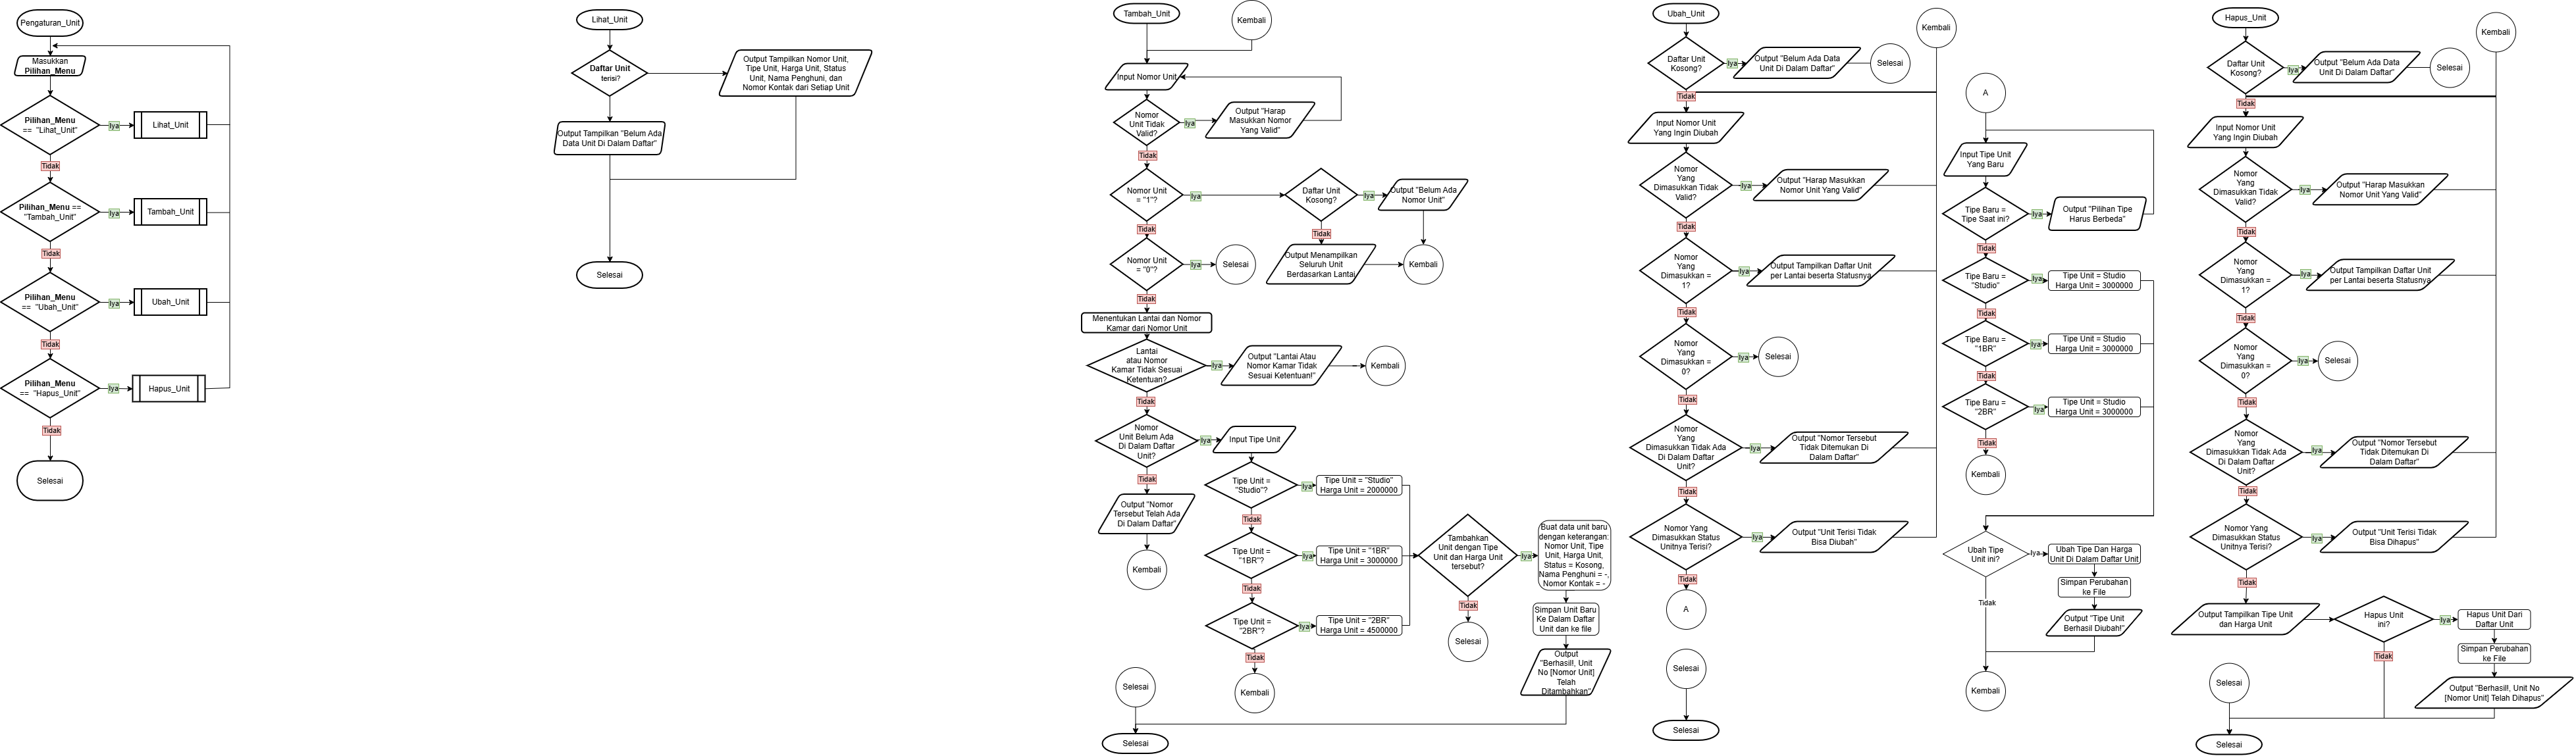 Pengaturan_Unit
Masukkan
Pilihan_Menu
Pilihan_Menu
== "Lihat_Unit"
Iya
Lihat_Unit
Tidak
Pilihan_Menu ==
"Tambah_Unit"
Iya
Tambah_Unit
Tidak
Pilihan_Menu
== "Ubah_Unit"
Iya
Ubah_Unit
Tidak
Pilihan_Menu
== "Hapus_Unit"
Iya
Hapus_Unit
Tidak
Selesai
Lihat_Unit
Daftar Unit
terisi?
Output Tampilkan Nomor Unit,
Tipe Unit, Harga Unit, Status
Unit, Nama Penghuni, dan
Nomor Kontak dari Setiap Unit
Output Tampilkan "Belum Ada
Data Unit Di Dalam Daftar"
Selesai
Tambah_Unit
Kembali
Input Nomor Unit
Nomor
Unit Tidak
Valid?
Iya
Output "Harap
Masukkan Nomor
Yang Valid"
Tidak
Nomor Unit
= "1"?
Iya
Daftar Unit
Kosong?
Iya
Output "Belum Ada
Nomor Unit"
Tidak
Tidak
Nomor Unit
= "0"?
Iya
Selesai
Output Menampilkan
Seluruh Unit
Berdasarkan Lantai
Kembali
Tidak
Menentukan Lantai dan Nomor
Kamar dari Nomor Unit
Lantai
atau Nomor
Kamar Tidak Sesuai
Ketentuan?
Iya
Output "Lantai Atau
Nomor Kamar Tidak
Sesuai Ketentuan!"
Kembali
Tidak
Nomor
Unit Belum Ada
Di Dalam Daftar
Unit?
Iya
Input Tipe Unit
Tidak
Output "Nomor
Tersebut Telah Ada
Di Dalam Daftar"
Kembali
Tipe Unit =
"Studio"?
Iya
Tipe Unit = "Studio"
Harga Unit = 2000000
Tidak
Tipe Unit =
"1BR"?
Iya
Tipe Unit = "1BR"
Harga Unit = 3000000
Tidak
Tipe Unit =
"2BR"?
Iya
Tipe Unit = "2BR"
Harga Unit = 4500000
Tidak
Kembali
Tambahkan
Unit dengan Tipe
Unit dan Harga Unit
tersebut?
Iya
Tidak
Selesai
Buat data unit baru
dengan keterangan:
Nomor Unit, Tipe
Unit, Harga Unit,
Status = Kosong,
Nama Penghuni = -,
Nomor Kontak = -
Simpan Unit Baru
Ke Dalam Daftar
Unit dan ke file
Output
"Berhasil!, Unit
No [Nomor Unit]
Telah
Ditambahkan"
Selesai
Selesai
Ubah_Unit
Kembali
Daftar Unit
Kosong?
Iya
Output "Belum Ada Data
Unit Di Dalam Daftar"
Selesai
Tidak
Input Nomor Unit
Yang Ingin Diubah
Nomor
Yang
Dimasukkan Tidak
Valid?
Iya
Output "Harap Masukkan
Nomor Unit Yang Valid"
Tidak
Nomor
Yang
Dimasukkan =
1?
Iya
Output Tampilkan Daftar Unit
per Lantai beserta Statusnya
Tidak
Nomor
Yang
Dimasukkan =
0?
Iya
Selesai
Tidak
Nomor
Yang
Dimasukkan Tidak Ada
Di Dalam Daftar
Unit?
Iya
Output "Nomor Tersebut
Tidak Ditemukan Di
Dalam Daftar"
Tidak
Nomor Yang
Dimasukkan Status
Unitnya Terisi?
Iya
Output "Unit Terisi Tidak
Bisa Diubah"
Tidak
A
Selesai
Selesai
A
Input Tipe Unit
Yang Baru
Tipe Baru =
Tipe Saat ini?
Iya
Output "Pilihan Tipe
Harus Berbeda"
Tidak
Tipe Baru =
"Studio"
Iya
Tipe Unit = Studio
Harga Unit = 3000000
Tidak
Tipe Baru =
"1BR"
Iya
Tipe Unit = Studio
Harga Unit = 3000000
Tidak
Tipe Baru =
"2BR"
Iya
Tipe Unit = Studio
Harga Unit = 3000000
Tidak
Kembali
Ubah Tipe
Unit ini?
Iya
Ubah Tipe Dan Harga
Unit Di Dalam Daftar Unit
Simpan Perubahan
ke File
Tidak
Output "Tipe Unit
Berhasil Diubah!"
Kembali
Hapus_Unit
Kembali
Daftar Unit
Kosong?
Iya
Output "Belum Ada Data
Unit Di Dalam Daftar"
Selesai
Tidak
Input Nomor Unit
Yang Ingin Diubah
Nomor
Yang
Dimasukkan Tidak
Valid?
Iya
Output "Harap Masukkan
Nomor Unit Yang Valid"
Tidak
Nomor
Yang
Dimasukkan =
1?
Iya
Output Tampilkan Daftar Unit
per Lantai beserta Statusnya
Tidak
Nomor
Yang
Dimasukkan =
0?
Iya
Selesai
Tidak
Nomor
Yang
Dimasukkan Tidak Ada
Di Dalam Daftar
Unit?
Iya
Output "Nomor Tersebut
Tidak Ditemukan Di
Dalam Daftar"
Tidak
Nomor Yang
Dimasukkan Status
Unitnya Terisi?
Iya
Output "Unit Terisi Tidak
Bisa Dihapus"
Tidak
Output Tampilkan Tipe Unit
dan Harga Unit
Hapus Unit
ini?
Iya
Hapus Unit Dari
Daftar Unit
Tidak
Simpan Perubahan
ke File
Output "Berhasil!, Unit No
[Nomor Unit] Telah Dihapus"
Selesai
Selesai